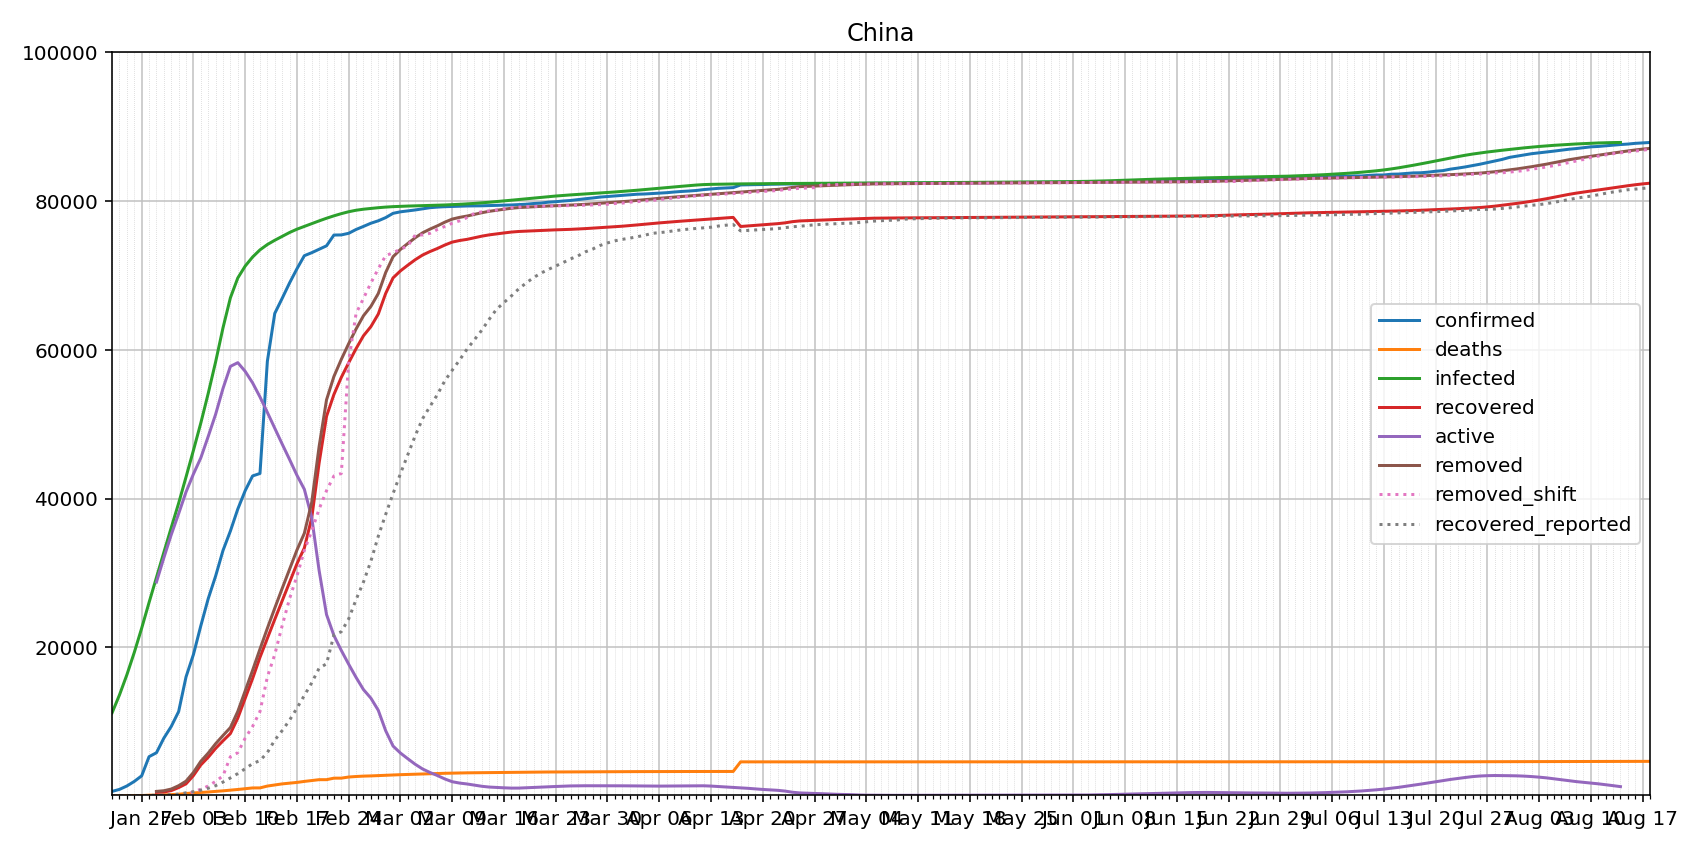 China
100000
80000
60000
40000
20000
confirmed
deaths
infected
recovered
active
removed
removed_shift
recovered_reported
Jan 27 Feb 03 Feb 10 Feb 17 Feb 24 Mar 02 Mar 09 Mar 16 Mar 23 Mar 30 Apr 06 Apr 13 Apr 20 Apr 27 May 04 May 11 May 18 May 25 Jun 01 Jun 08 Jun 15 Jun 22 Jun 29 Jul 06 Jul 13 Jul 20 Jul 27 Aug 03 Aug 10 Aug 17